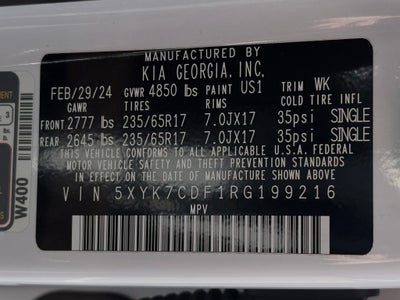 MANUFACTURED BY
KIA GEORGIA, INC.
FEB/29/24 GVWR 4850 lbs PAINT US1 TRIM WK
GAWR TIRES RIMS COLD TIRE INFL
FRONT 2777 lbs 235/65R17 7.0JX17 35psi SINGLE
REAR 2645 lbs 235/65R17 7.0JX17 35psi SINGLE
THIS VEHICLE CONFORMS TO ALL APPLICABLE U.S.A. FEDERAL
MOTOR VEHICLE SAFETY, BUMPER, AND THEFT PREVENTION STANDARDS
IN EFFECT ON THE DATE OF MANUFACTURE SHOWN ABOVE.
VIN 5XYK7CDF1RG199216
MPV
W400